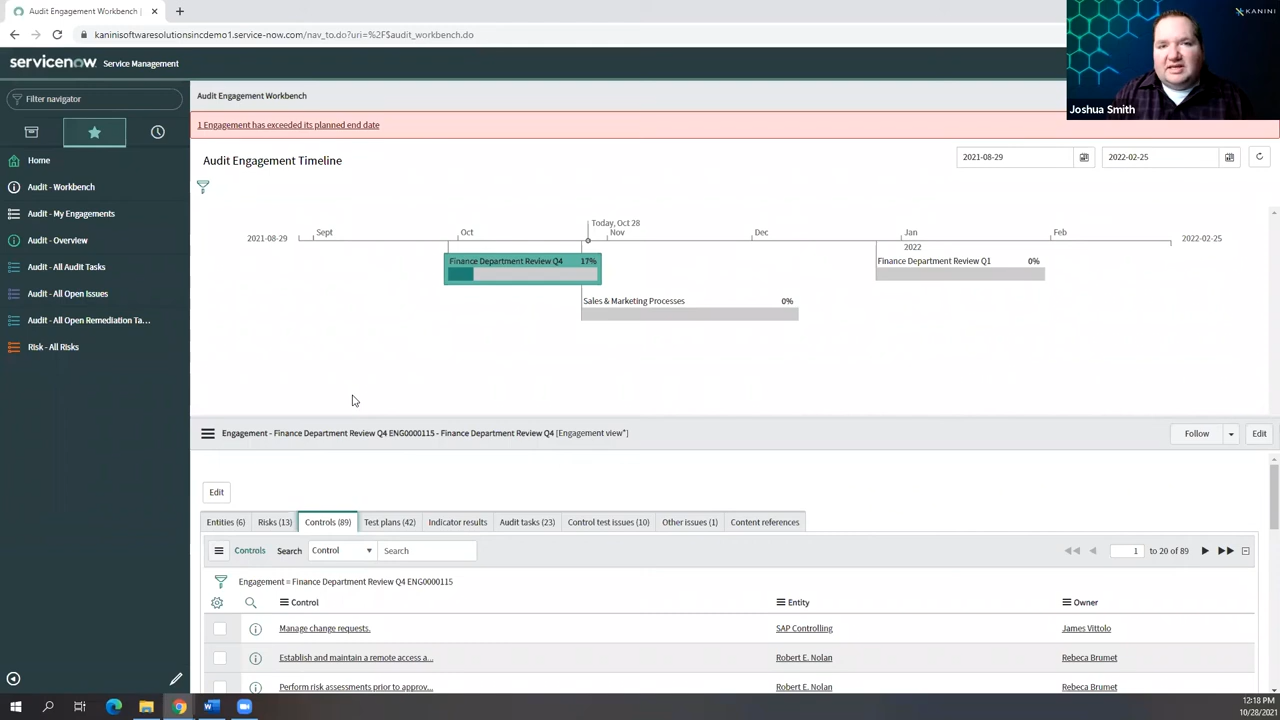 Audit Engagement Workbench |
kaninisoftwaresolutionsincdemo1.service-now.com/nav_to.do?uri=%2F$audit_workbench.do
KANINI
servicenow Service Management
Joshua Smith
Filter navigator
Home
Audit - Workbench
Audit - My Engagements
Audit - Overview
Audit - All Audit Tasks
Audit - All Open Issues
Audit - All Open Remediation Ta...
Risk - All Risks
Audit Engagement Workbench
1 Engagement has exceeded its planned end date
Audit Engagement Timeline
2021-08-29 2022-02-25
Today, Oct 28
2021-08-29 Sept Oct Nov Dec Jan Feb 2022-02-25
2022
Finance Department Review Q4 17%
Finance Department Review Q1 0%
Sales & Marketing Processes 0%
Engagement - Finance Department Review Q4 ENG0000115 - Finance Department Review Q4 [Engagement view*]
Follow Edit
Edit
Entities (6) Risks (13) Controls (89) Test plans (42) Indicator results Audit tasks (23) Control test issues (10) Other issues (1) Content references
Controls Search Control Search 1 to 20 of 89
Engagement = Finance Department Review Q4 ENG0000115
Control Entity Owner
Manage change requests. SAP Controlling James Vittolo
Establish and maintain a remote access a... Robert E. Nolan Rebeca Brumet
Perform risk assessments prior to approv... Robert E. Nolan Rebeca Brumet
12:18 PM
10/28/2021